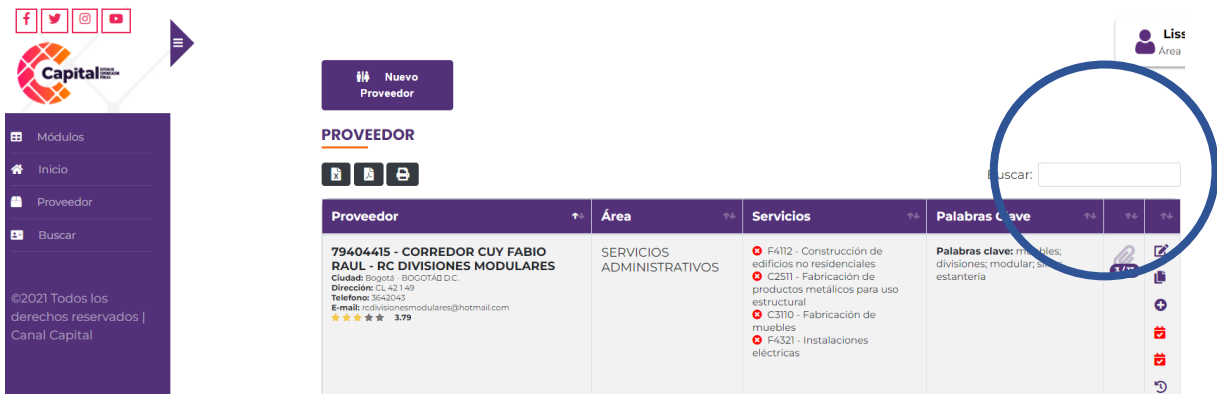 Capital
Módulos
Inicio
Proveedor
Buscar
©2021 Todos los
derechos reservados |
Canal Capital
Nuevo
Proveedor
Área
PROVEEDOR
Buscar:
Proveedor Área Servicios Palabras Clave
79404415 - CORREDOR CUY FABIO
RAUL - RC DIVISIONES MODULARES
Ciudad: Bogotá - BOGOTÁ D.C.
Dirección: CL 42 1 49
Telefono: 3642043
E-mail: rcdivisionesmodulares@hotmail.com
3.79
SERVICIOS
ADMINISTRATIVOS
F4112 - Construcción de
edificios no residenciales
C2511 - Fabricación de
productos metálicos para uso
estructural
C3110 - Fabricación de
muebles
F4321 - Instalaciones
eléctricas
Palabras clave: muebles;
divisiones; modular; sillas;
estantería